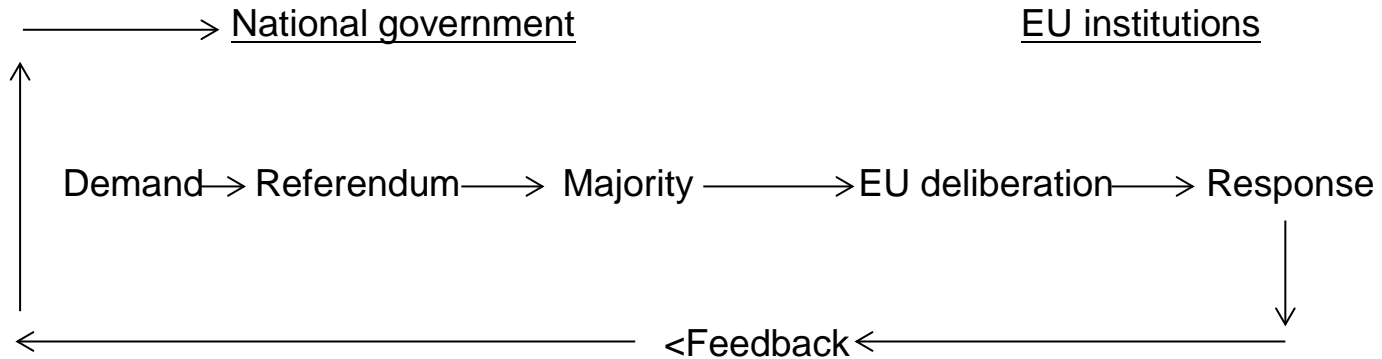 National government EU institutions
Demand Referendum Majority EU deliberation Response
<Feedback